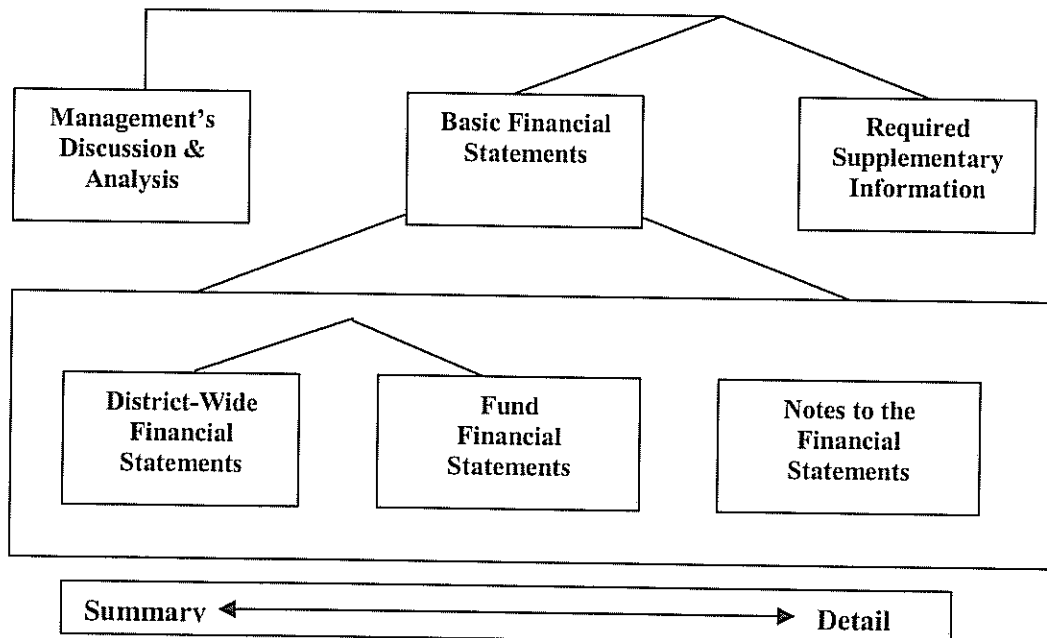 Management's
Discussion &
Analysis
Basic Financial
Statements
Required
Supplementary
Information
District-Wide
Financial
Statements
Fund
Financial
Statements
Notes to the
Financial
Statements
Summary
Detail